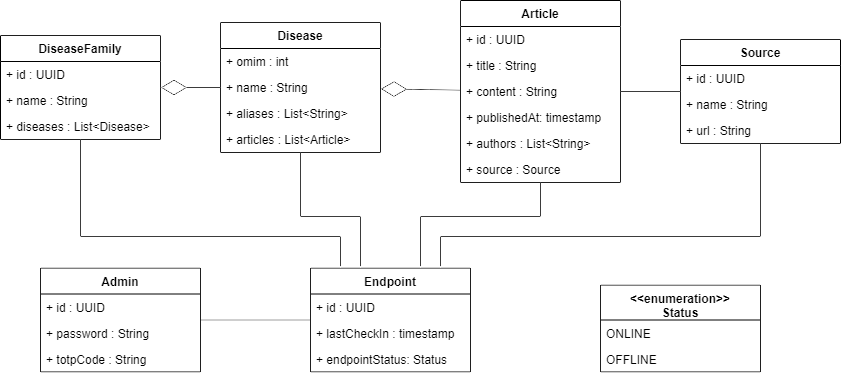 DiseaseFamily
+ id : UUID
+ name : String
+ diseases : List<Disease>
Disease
+ omim : int
+ name : String
+ aliases : List<String>
+ articles : List<Article>
Article
+ id : UUID
+ title : String
+ content : String
+ publishedAt: timestamp
+ authors : List<String>
+ source : Source
Source
+ id : UUID
+ name : String
+ url : String
Admin
+ id : UUID
+ password : String
+ totpCode : String
Endpoint
+ id : UUID
+ lastCheckIn : timestamp
+ endpointStatus: Status
<<enumeration>>
Status
ONLINE
OFFLINE